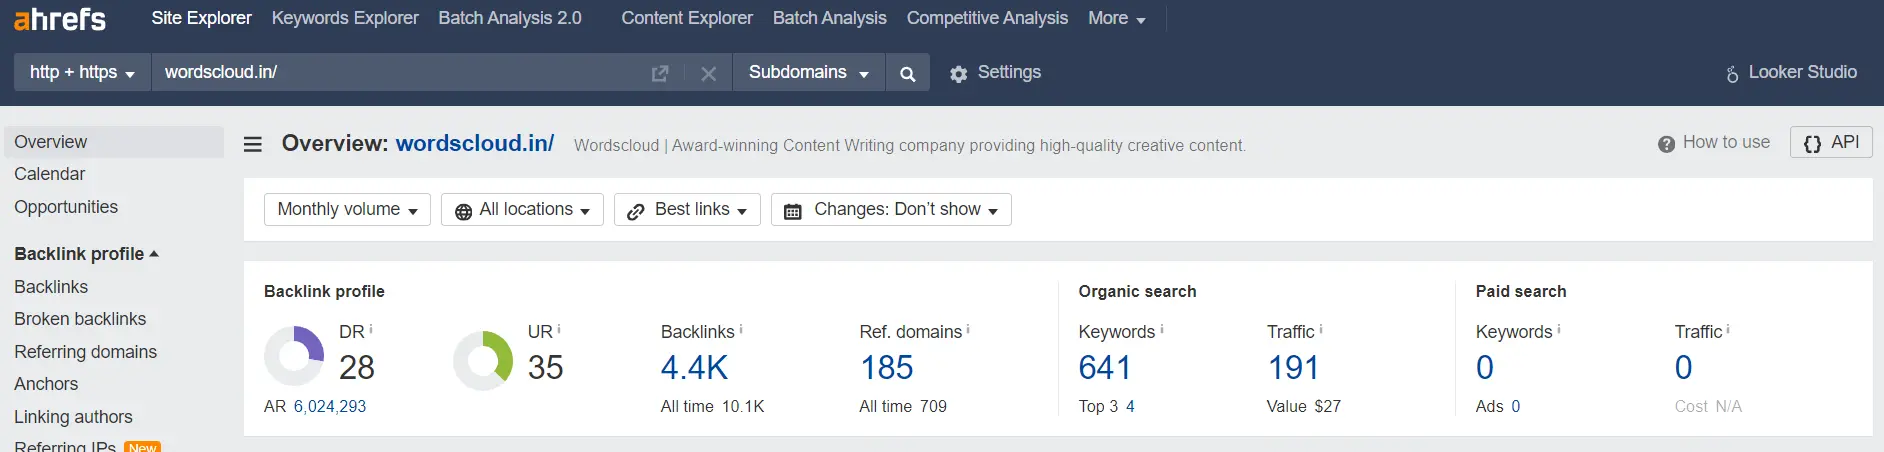 ahrefs Site Explorer Keywords Explorer Batch Analysis 2.0 Content Explorer Batch Analysis Competitive Analysis More
http + https wordscloud.in/ Subdomains Settings Looker Studio
Overview
Calendar
Opportunities
Backlink profile
Backlinks
Broken backlinks
Referring domains
Anchors
Linking authors
Referring IPs New
Overview: wordscloud.in/ Wordscloud | Award-winning Content Writing company providing high-quality creative content. How to use {} API
Monthly volume All locations Best links Changes: Don't show
Backlink profile
DR i UR i Backlinks i Ref. domains i
28 35 4.4K 185
AR 6,024,293 All time 10.1K All time 709
Organic search
Keywords i Traffic i
641 191
Top 3 4 Value $27
Paid search
Keywords i Traffic i
0 0
Ads 0 Cost N/A